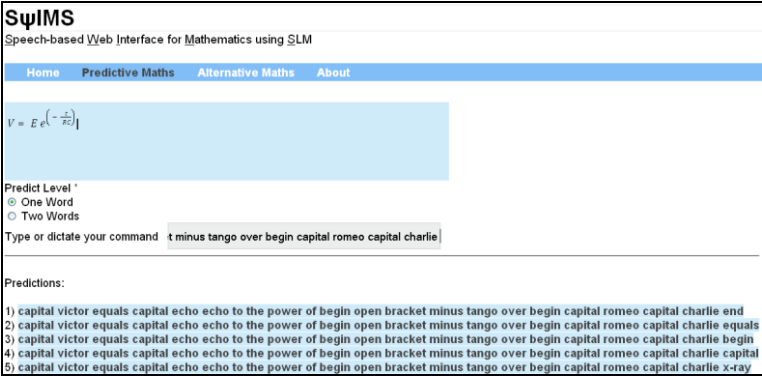 SψIMS
Speech-based Web Interface for Mathematics using SLM
Home Predictive Maths Alternative Maths About
V = E e^(- t/RC)
Predict Level *
One Word
Two Words
Type or dictate your command t minus tango over begin capital romeo capital charlie
Predictions:
1) capital victor equals capital echo echo to the power of begin open bracket minus tango over begin capital romeo capital charlie end
2) capital victor equals capital echo echo to the power of begin open bracket minus tango over begin capital romeo capital charlie equals
3) capital victor equals capital echo echo to the power of begin open bracket minus tango over begin capital romeo capital charlie begin
4) capital victor equals capital echo echo to the power of begin open bracket minus tango over begin capital romeo capital charlie capital
5) capital victor equals capital echo echo to the power of begin open bracket minus tango over begin capital romeo capital charlie x-ray